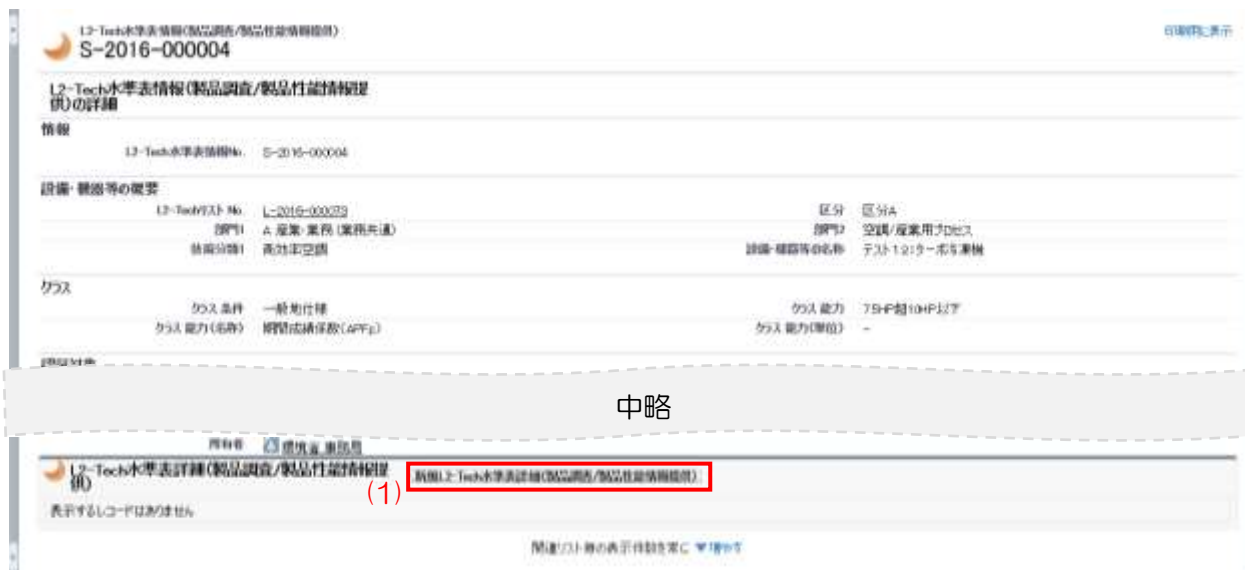 L2-Tech水準表情報(製品調査/製品性能情報提供)
印刷用に表示
S-2016-000004
L2-Tech水準表情報(製品調査/製品性能情報提
供)の詳細
情報
L2-Tech水準表情報No. S-2016-000004
設備・機器等の概要
L2-Techリスト No. L-2016-000073 区分 区分A
部門1 A.産業・業務(業務共通) 部門2 空調/産業用プロセス
技術分類1 高効率空調 設備・機器等の名称 テスト12:ターボ冷凍機
クラス
クラス 条件 一般地仕様 クラス 能力 7.5HP超10HP以下
クラス 能力(名称) 期間成績係数(APFp) クラス 能力(単位) -
認証対象
中略
所有者 環境省 事務局
L2-Tech水準表詳細(製品調査/製品性能情報提
供)
新規L2-Tech水準表詳細(製品調査/製品性能情報提供)
(1)
表示するレコードはありません
関連リスト毎の表示件数を常に ▼増やす